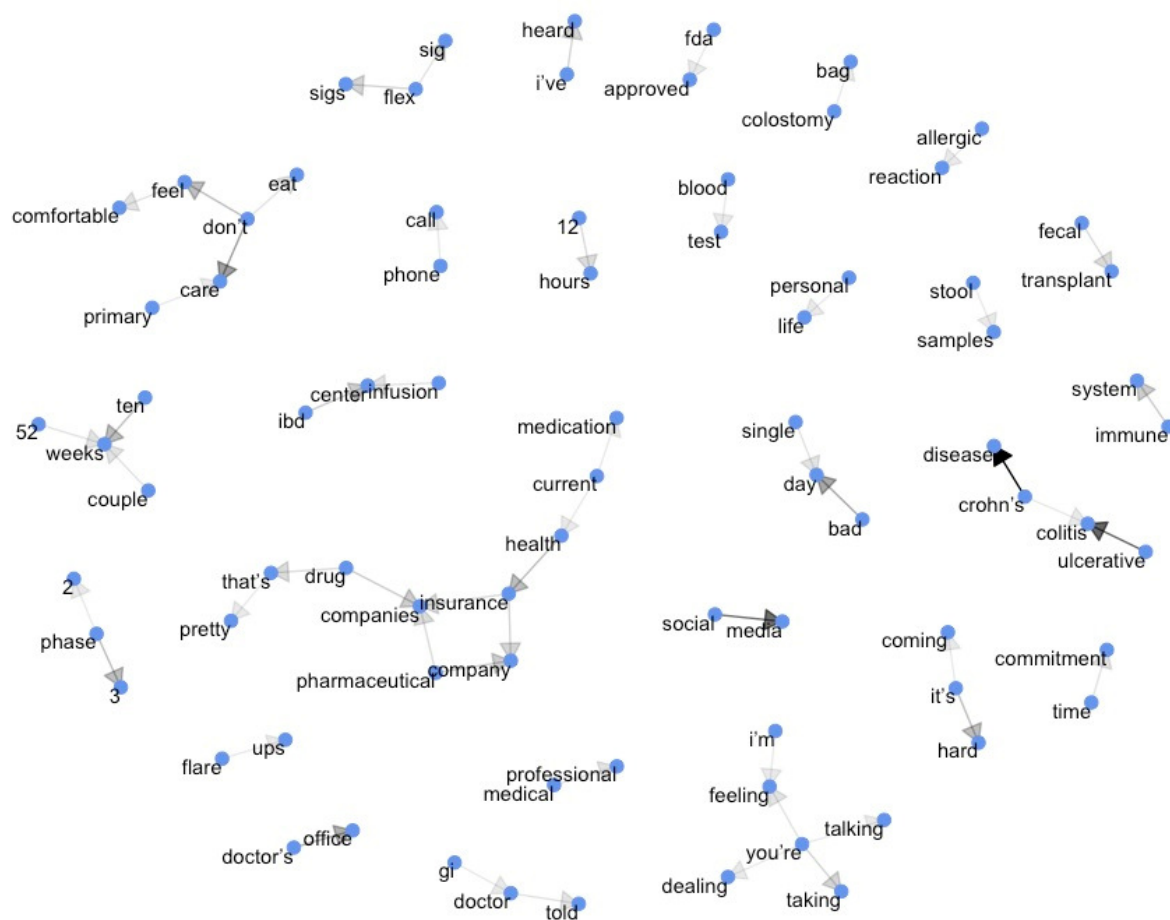 heard
fda
sig
i've
bag
sigs
flex
approved
colostomy
allergic
reaction
feel
eat
blood
comfortable
don't
call
12
test
fecal
care
phone
hours
personal
stool
transplant
primary
life
samples
ten
center
infusion
system
52
ibd
medication
single
immune
weeks
disease
couple
current
day
crohn's
bad
colitis
health
ulcerative
2
that's
drug
insurance
companies
pretty
social
media
phase
coming
commitment
3
pharmaceutical
company
it's
time
ups
i'm
hard
flare
professional
medical
feeling
office
talking
doctor's
you're
gi
dealing
taking
doctor
told